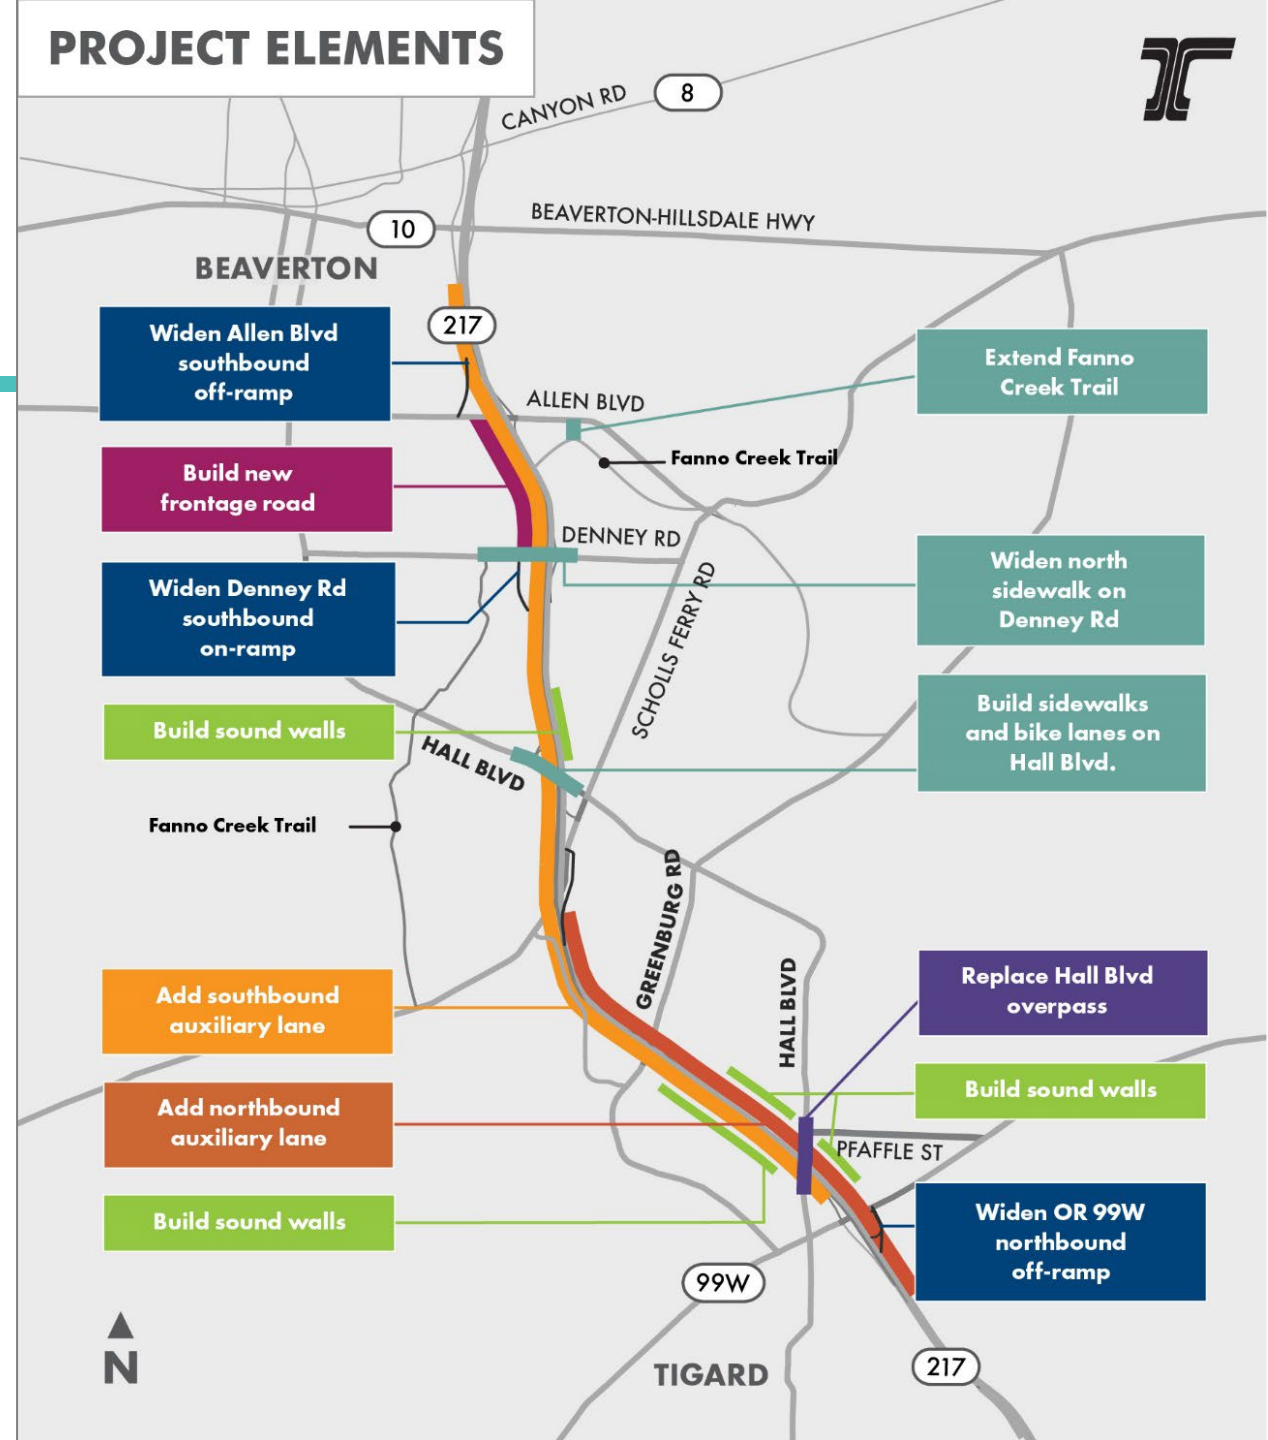 PROJECT ELEMENTS
CANYON RD
8
BEAVERTON-HILLSDALE HWY
10
BEAVERTON
217
Widen Allen Blvd
southbound
off-ramp
Extend Fanno
Creek Trail
ALLEN BLVD
Fanno Creek Trail
Build new
frontage road
DENNEY RD
Widen north
sidewalk on
Denney Rd
Widen Denney Rd
southbound
on-ramp
SCHOLLS FERRY RD
Build sidewalks
and bike lanes on
Hall Blvd.
Build sound walls
HALL BLVD
Fanno Creek Trail
GREENBURG RD
HALL BLVD
Replace Hall Blvd
overpass
Add southbound
auxiliary lane
Build sound walls
Add northbound
auxiliary lane
PFAFFLE ST
Build sound walls
Widen OR 99W
northbound
off-ramp
99W
217
TIGARD
N